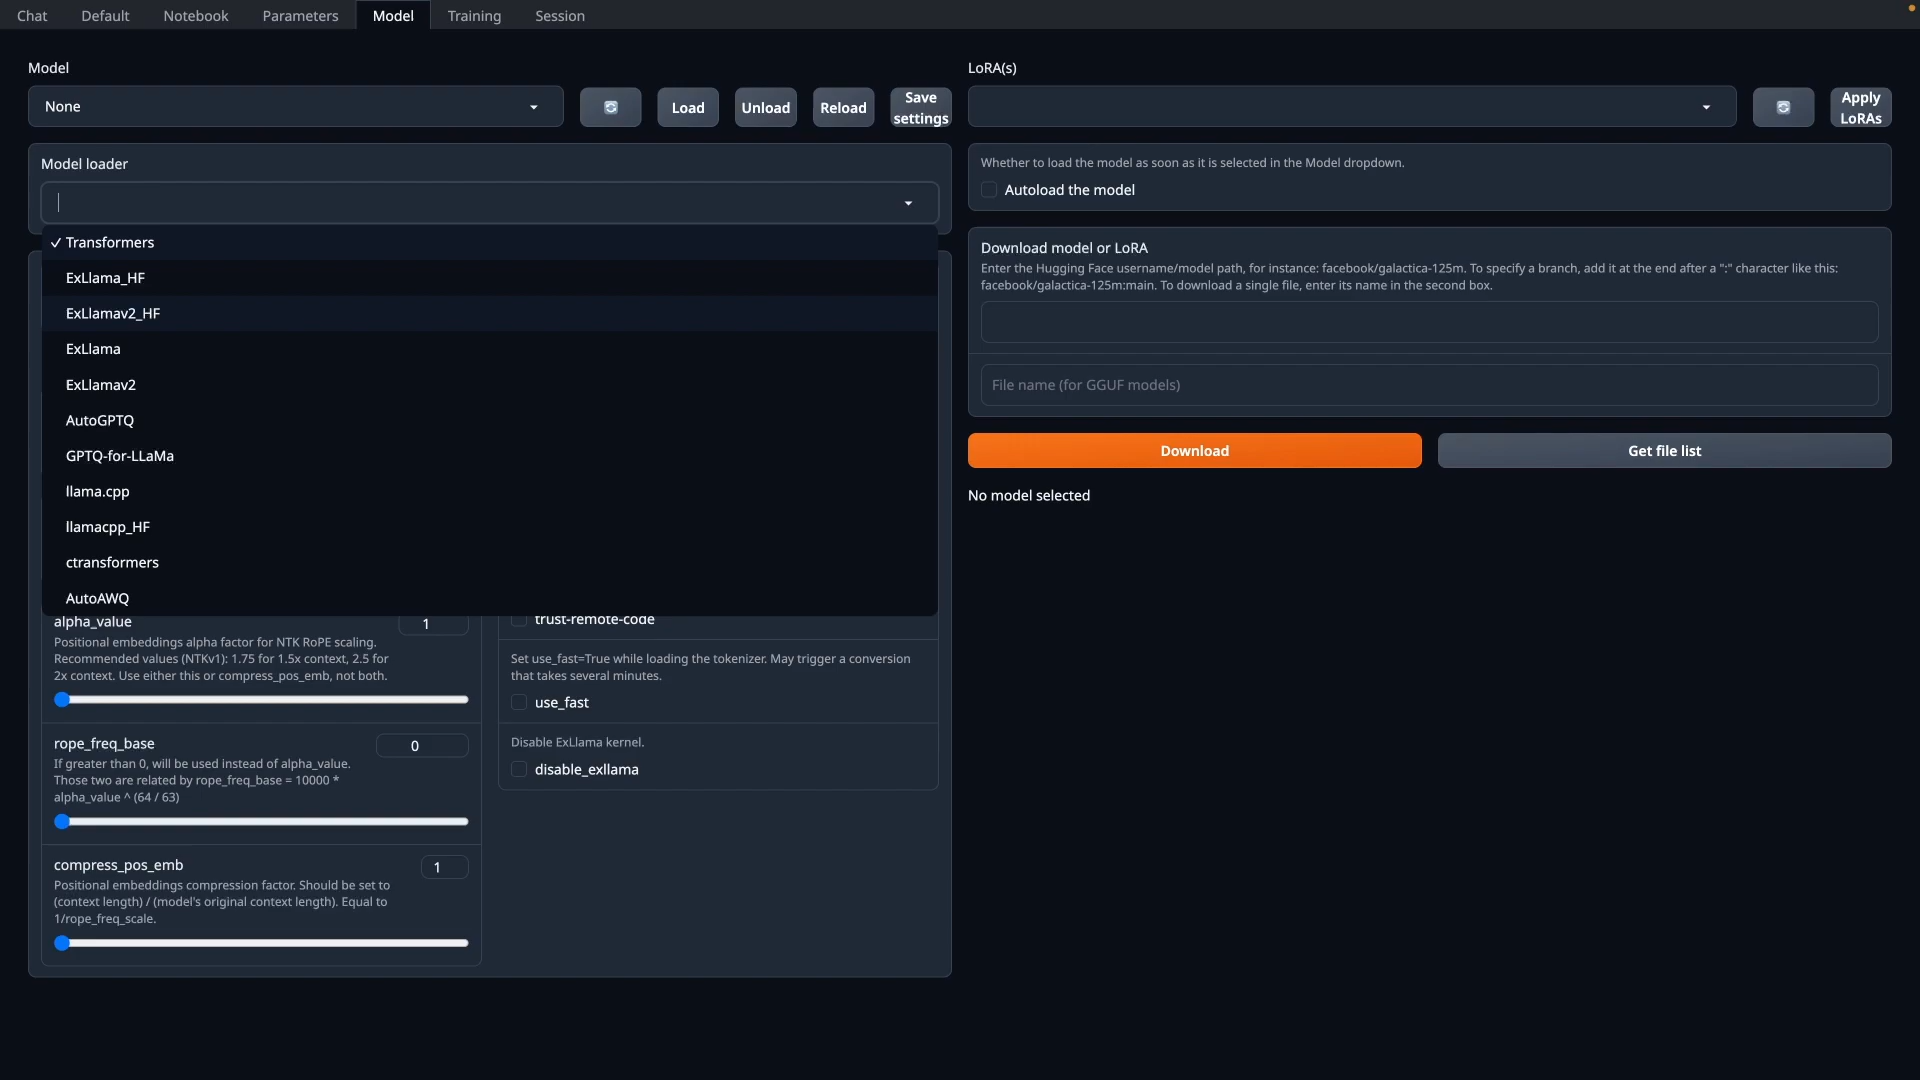 Chat
Default
Notebook
Parameters
Model
Training
Session
Model
None
Load
Unload
Reload
Save
settings
LoRA(s)
Apply
LoRAs
Model loader
✓ Transformers
ExLlama_HF
ExLlamav2_HF
ExLlama
ExLlamav2
AutoGPTQ
GPTQ-for-LLaMa
llama.cpp
llamacpp_HF
ctransformers
AutoAWQ
alpha_value
1
Positional embeddings alpha factor for NTK RoPE scaling.
Recommended values (NTKv1): 1.75 for 1.5x context, 2.5 for
2x context. Use either this or compress_pos_emb, not both.
rope_freq_base
0
If greater than 0, will be used instead of alpha_value.
Those two are related by rope_freq_base = 10000 *
alpha_value ^ (64 / 63)
compress_pos_emb
1
Positional embeddings compression factor. Should be set to
(context length) / (model's original context length). Equal to
1/rope_freq_scale.
trust-remote-code
Set use_fast=True while loading the tokenizer. May trigger a conversion
that takes several minutes.
use_fast
Disable ExLlama kernel.
disable_exllama
Whether to load the model as soon as it is selected in the Model dropdown.
Autoload the model
Download model or LoRA
Enter the Hugging Face username/model path, for instance: facebook/galactica-125m. To specify a branch, add it at the end after a ":" character like this:
facebook/galactica-125m:main. To download a single file, enter its name in the second box.
File name (for GGUF models)
Download
Get file list
No model selected